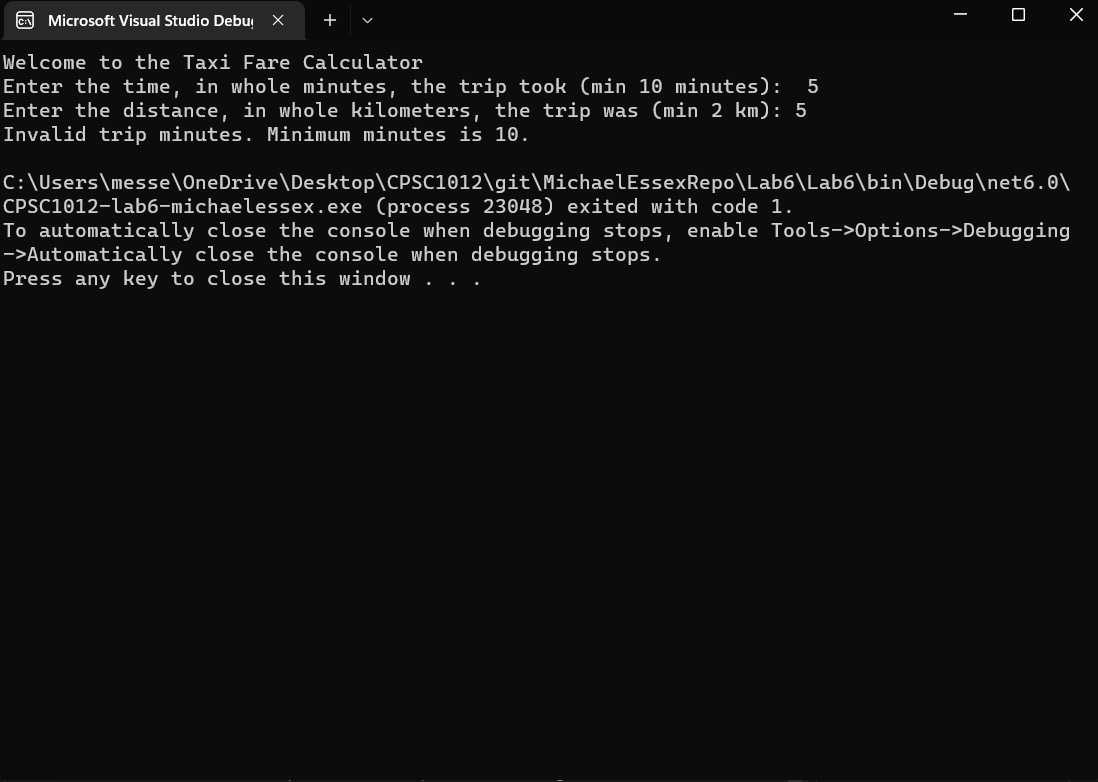 Microsoft Visual Studio Debu
Welcome to the Taxi Fare Calculator
Enter the time, in whole minutes, the trip took (min 10 minutes):  5
Enter the distance, in whole kilometers, the trip was (min 2 km): 5
Invalid trip minutes. Minimum minutes is 10.
C:\Users\messe\OneDrive\Desktop\CPSC1012\git\MichaelEssexRepo\Lab6\Lab6\bin\Debug\net6.0\
CPSC1012-lab6-michaelessex.exe (process 23048) exited with code 1.
To automatically close the console when debugging stops, enable Tools->Options->Debugging
->Automatically close the console when debugging stops.
Press any key to close this window . . .